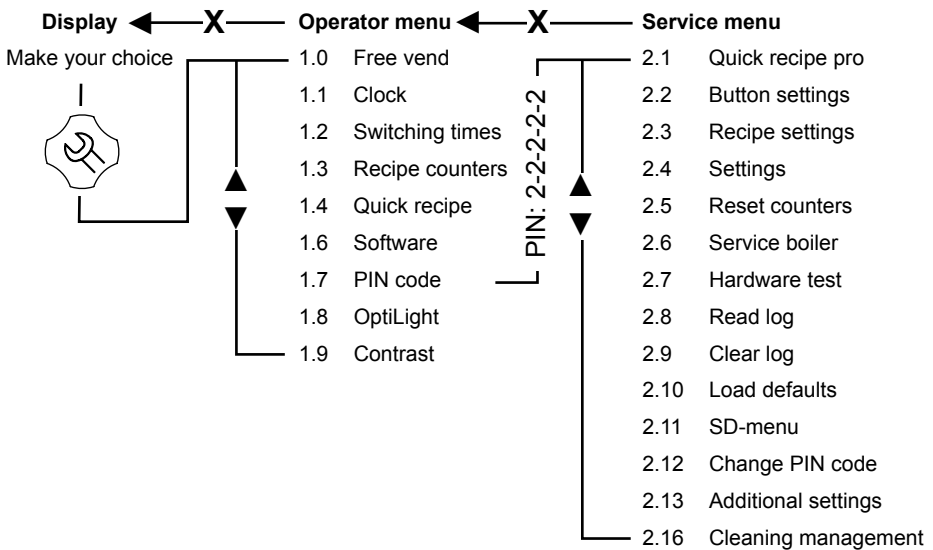 Display X Operator menu X Service menu
Make your choice
1.0 Free vend
1.1 Clock
1.2 Switching times
1.3 Recipe counters
1.4 Quick recipe
1.6 Software
1.7 PIN code
1.8 OptiLight
1.9 Contrast
PIN: 2-2-2-2-2-2
2.1 Quick recipe pro
2.2 Button settings
2.3 Recipe settings
2.4 Settings
2.5 Reset counters
2.6 Service boiler
2.7 Hardware test
2.8 Read log
2.9 Clear log
2.10 Load defaults
2.11 SD-menu
2.12 Change PIN code
2.13 Additional settings
2.16 Cleaning management